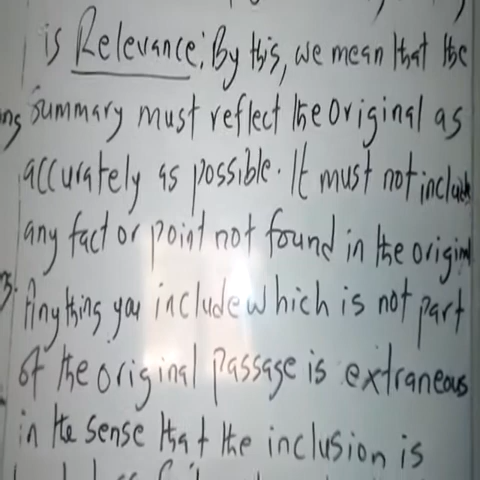 is Relevance: By this, we mean that the
ng summary must reflect the original as
accurately as possible. It must not include
any fact or point not found in the original
3. Anything you include which is not part
of the original passage is extraneous
in the sense that the inclusion is